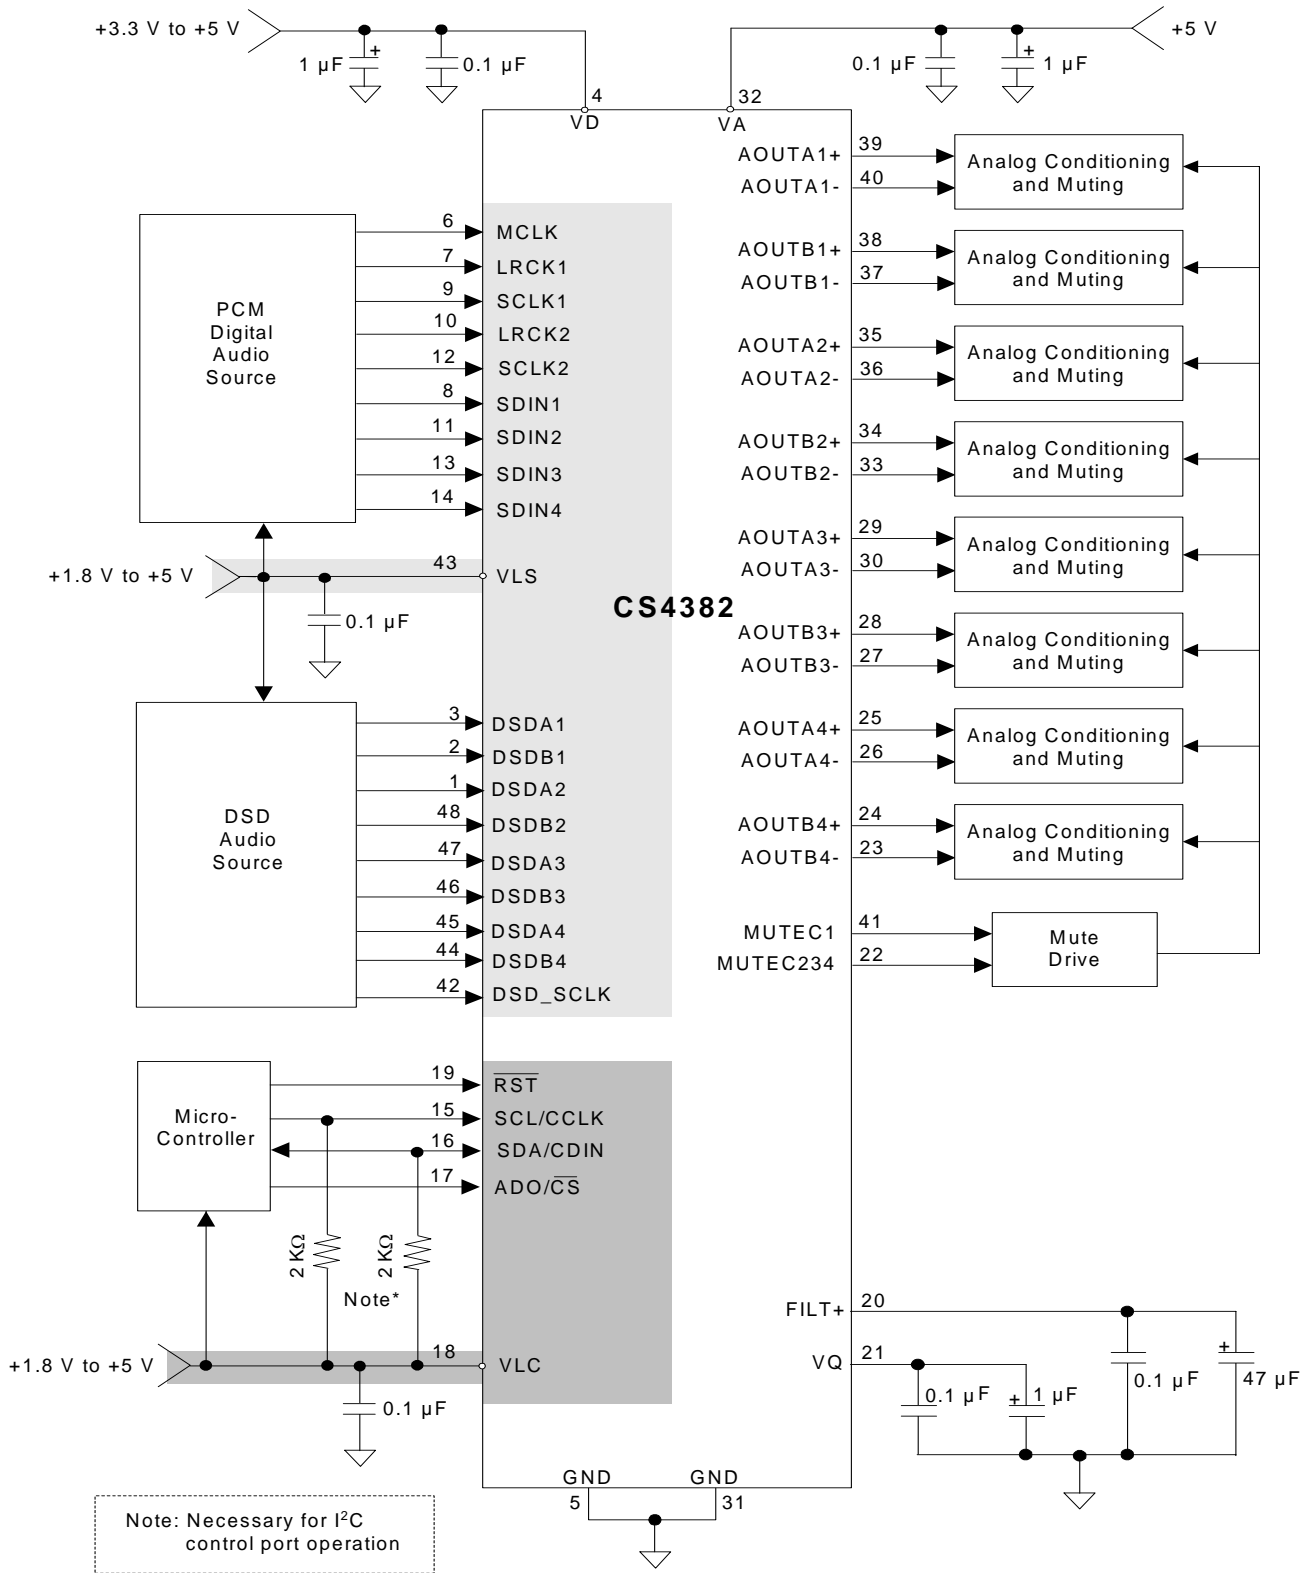 +3.3 V to +5 V
1 µF
+
0.1 µF
4
VD
+5 V
0.1 µF
+
1 µF
32
VA
PCM
Digital
Audio
Source
6
MCLK
7
LRCK1
9
SCLK1
10
LRCK2
12
SCLK2
8
SDIN1
11
SDIN2
13
SDIN3
14
SDIN4
+1.8 V to +5 V
43
VLS
0.1 µF
CS4382
DSD
Audio
Source
3
DSDA1
2
DSDB1
1
DSDA2
48
DSDB2
47
DSDA3
46
DSDB3
45
DSDA4
44
DSDB4
42
DSD_SCLK
Micro-
Controller
19
RST
15
SCL/CCLK
16
SDA/CDIN
17
ADO/CS
2 KΩ
2 KΩ
Note*
+1.8 V to +5 V
18
VLC
0.1 µF
AOUTA1+
39
AOUTA1-
40
Analog Conditioning
and Muting
AOUTB1+
38
AOUTB1-
37
Analog Conditioning
and Muting
AOUTA2+
35
AOUTA2-
36
Analog Conditioning
and Muting
AOUTB2+
34
AOUTB2-
33
Analog Conditioning
and Muting
AOUTA3+
29
AOUTA3-
30
Analog Conditioning
and Muting
AOUTB3+
28
AOUTB3-
27
Analog Conditioning
and Muting
AOUTA4+
25
AOUTA4-
26
Analog Conditioning
and Muting
AOUTB4+
24
AOUTB4-
23
Analog Conditioning
and Muting
MUTEC1
41
MUTEC234
22
Mute
Drive
FILT+
20
VQ
21
0.1 µF
+
1 µF
0.1 µF
+
47 µF
GND
5
GND
31
Note: Necessary for I²C
control port operation